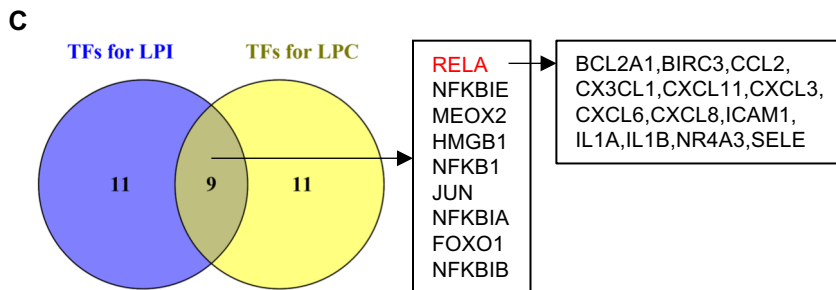 C
TFs for LPI
TFs for LPC
11
9
11
RELA
NFKBIE
MEOX2
HMGB1
NFKB1
JUN
NFKBIA
FOXO1
NFKBIB
BCL2A1,BIRC3,CCL2,
CX3CL1,CXCL11,CXCL3,
CXCL6,CXCL8,ICAM1,
IL1A,IL1B,NR4A3,SELE